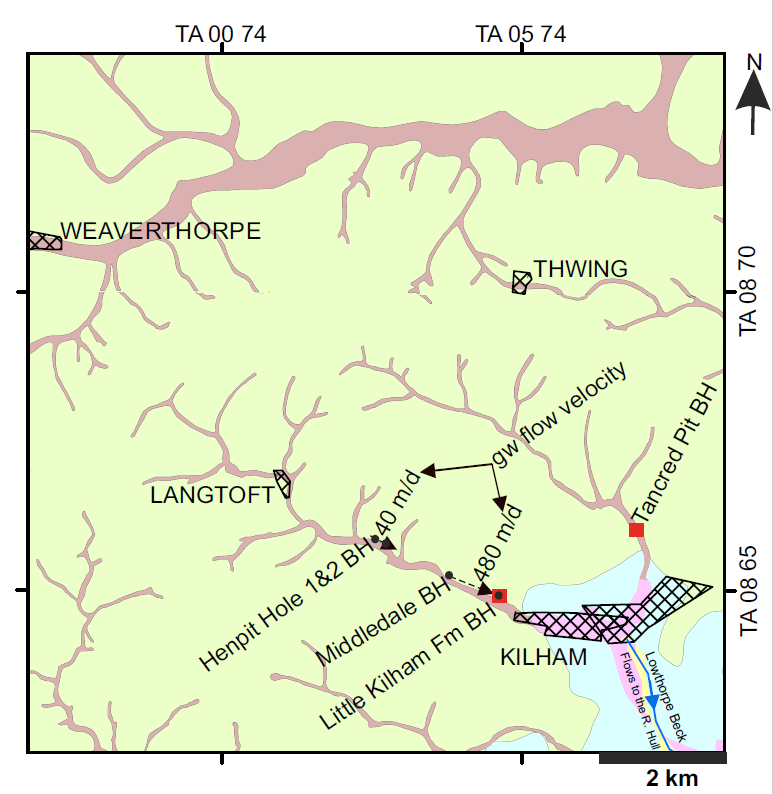 TA 00 74
TA 05 74
N
WEAVERTHORPE
THWING
TA 08 70
gw flow velocity
Tancred Pit BH
LANGTOFT
40 m/d
480 m/d
Henpit Hole 1&2 BH
Middledale BH
Little Kilham Fm BH
TA 08 65
KILHAM
Lowthorpe Beck
Flows to the R. Hull
2 km